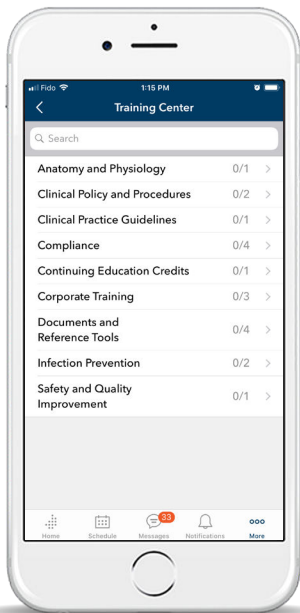 Fido 1:15 PM
Training Center
Search
Anatomy and Physiology 0/1
Clinical Policy and Procedures 0/2
Clinical Practice Guidelines 0/1
Compliance 0/4
Continuing Education Credits 0/1
Corporate Training 0/3
Documents and
Reference Tools 0/4
Infection Prevention 0/2
Safety and Quality
Improvement 0/1
33
Home Schedule Messages Notifications More